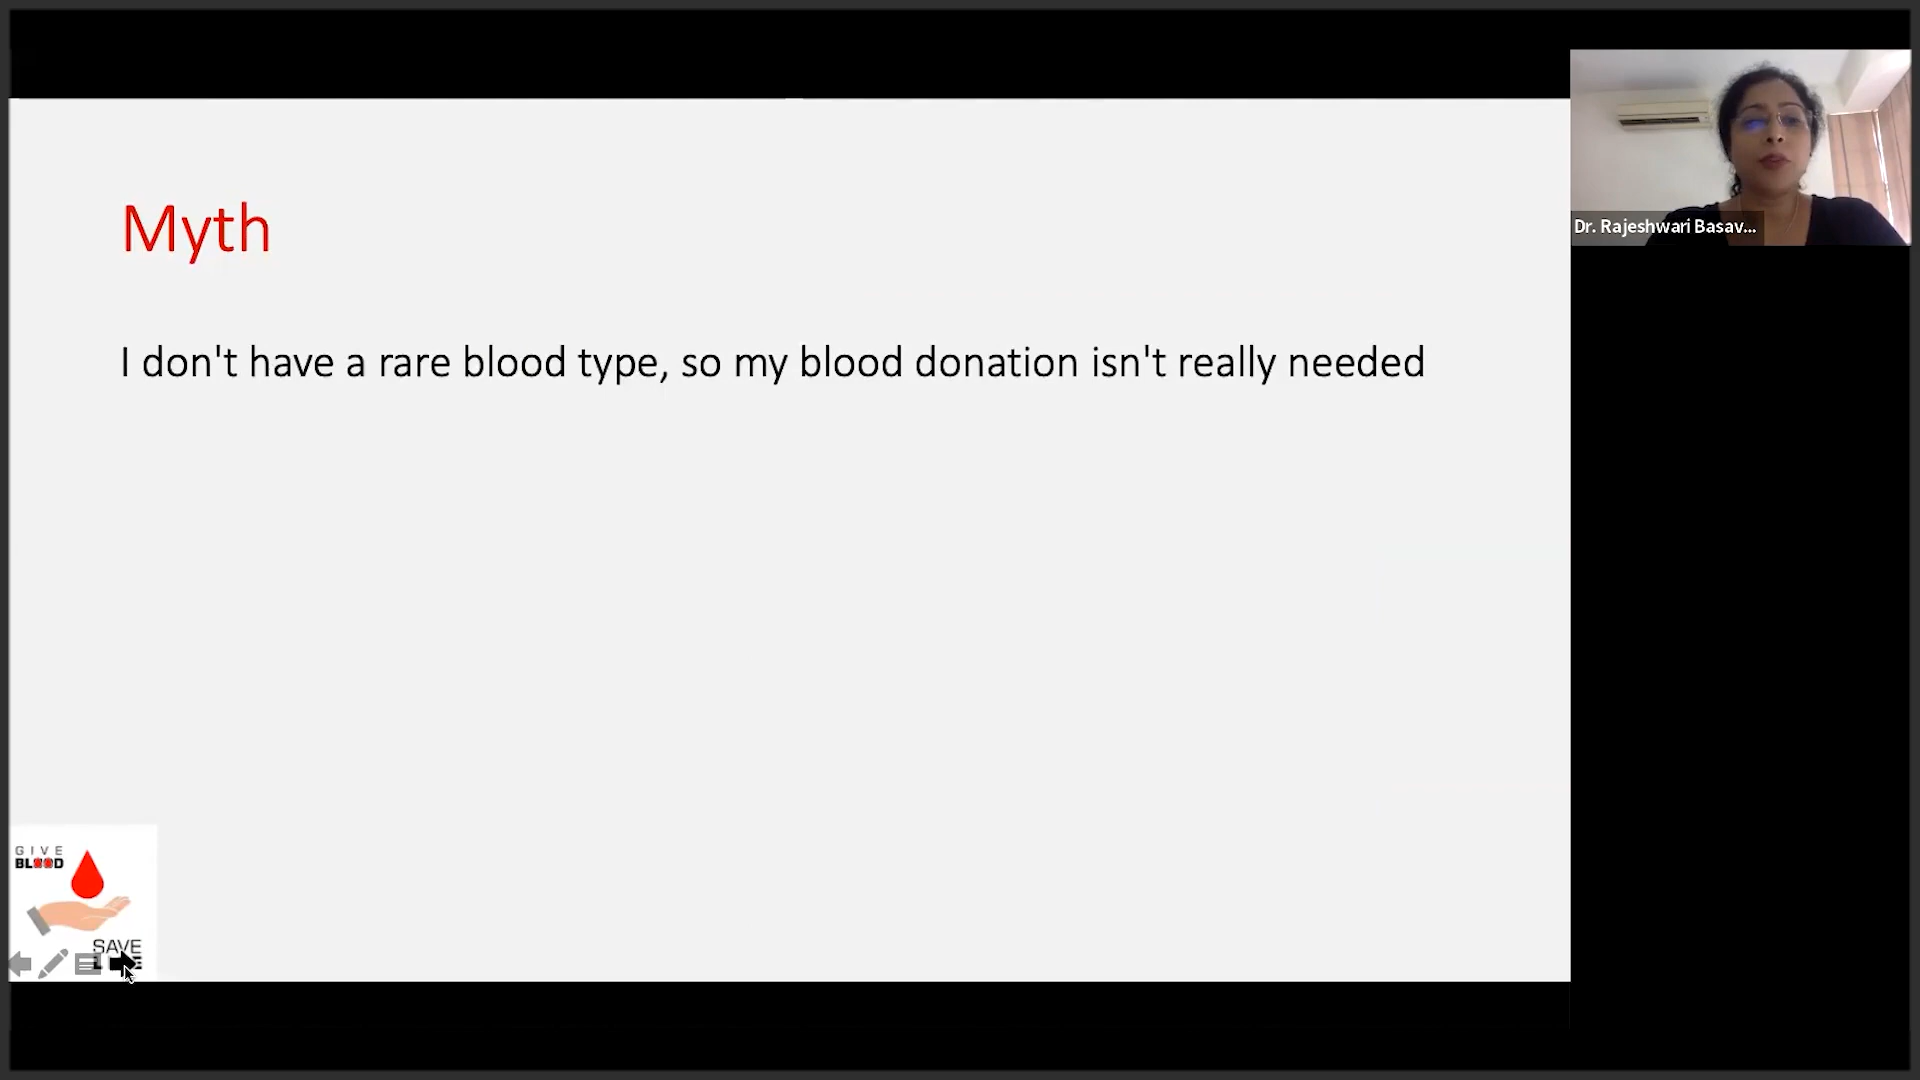 Myth
I don't have a rare blood type, so my blood donation isn't really needed
Dr. Rajeshwari Basav...
GIVE
BLOOD
SAVE